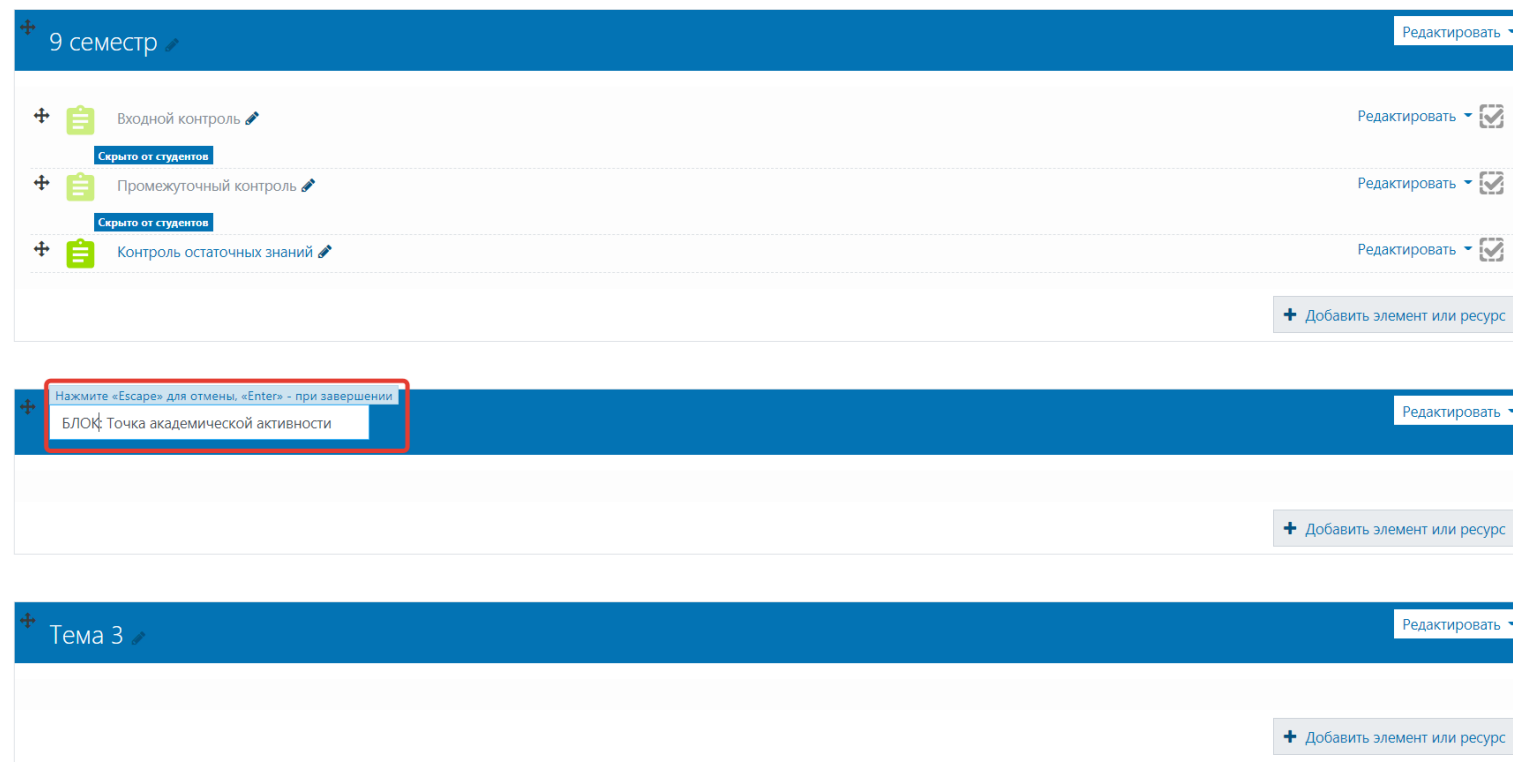 9 семестр
Редактировать
Входной контроль
Редактировать
Скрыто от студентов
Промежуточный контроль
Редактировать
Скрыто от студентов
Контроль остаточных знаний
Редактировать
Добавить элемент или ресурс
Нажмите «Escape» для отмены, «Enter» - при завершении
БЛОК: Точка академической активности
Редактировать
Добавить элемент или ресурс
Тема 3
Редактировать
Добавить элемент или ресурс